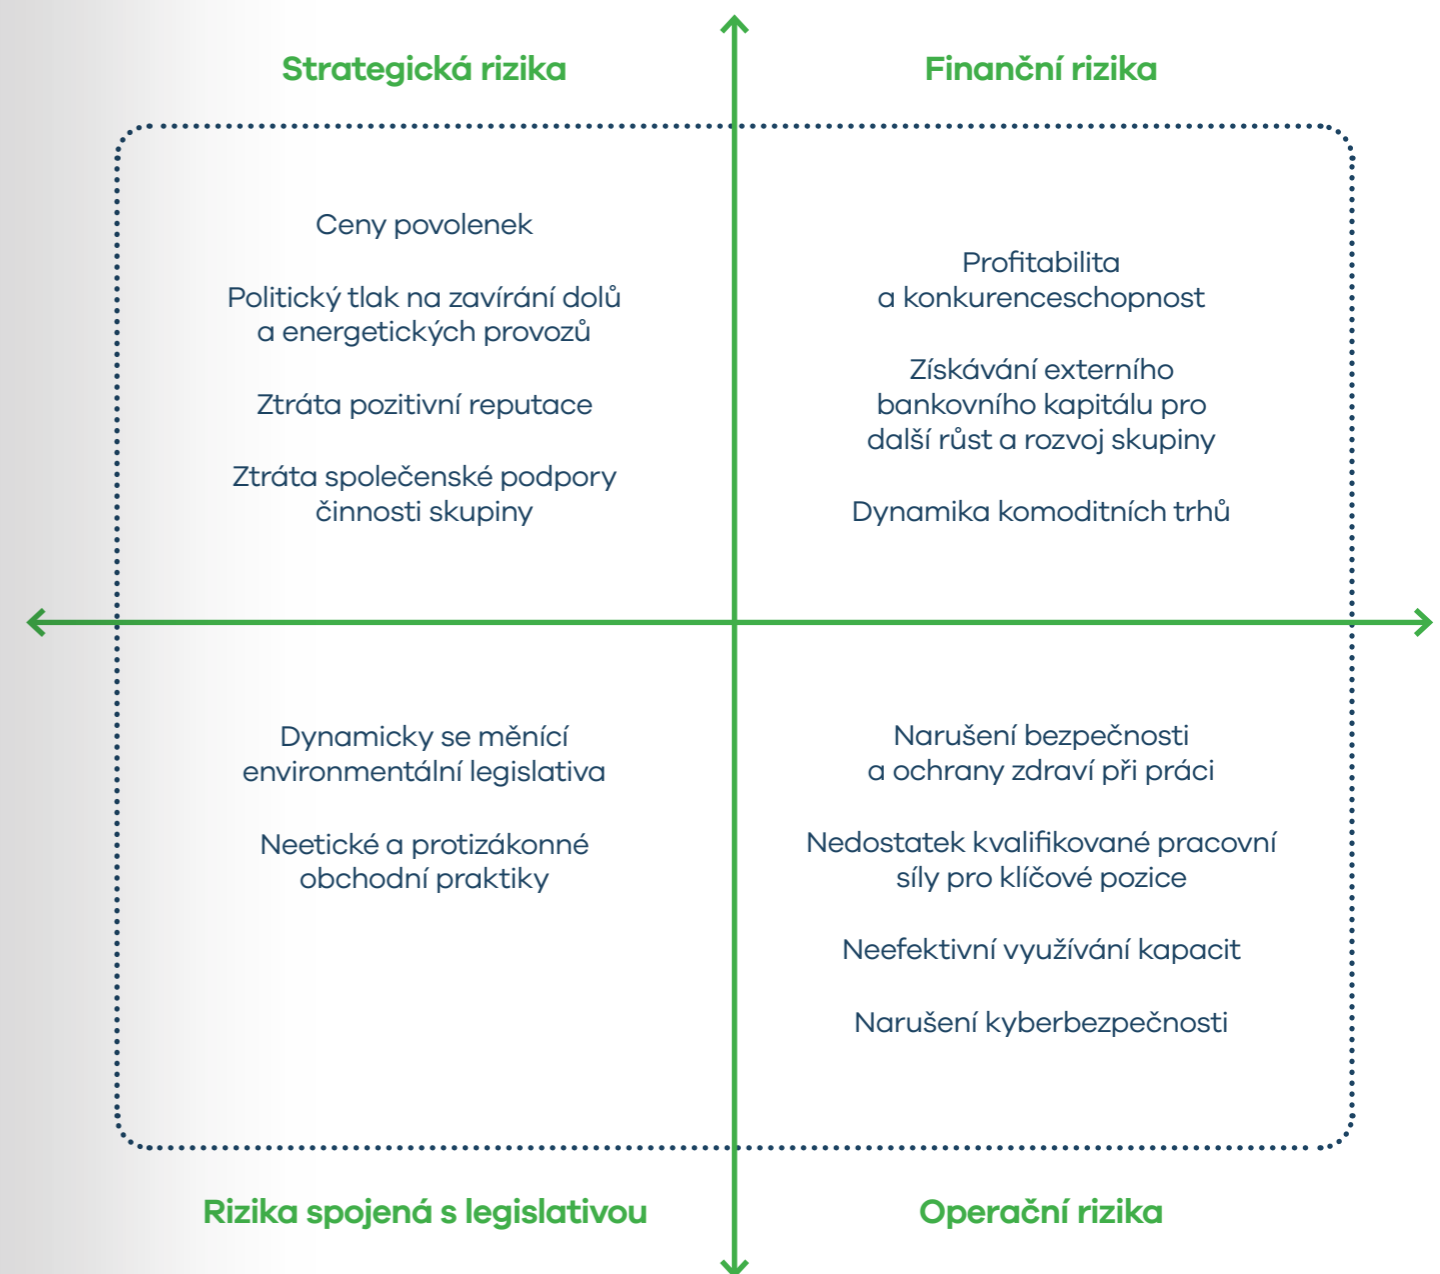 Strategická rizika
Finanční rizika
Ceny povolenek
Politický tlak na zavírání dolů
a energetických provozů
Ztráta pozitivní reputace
Ztráta společenské podpory
činnosti skupiny
Profitabilita
a konkurenceschopnost
Získávání externího
bankovního kapitálu pro
další růst a rozvoj skupiny
Dynamika komoditních trhů
Dynamicky se měnící
environmentální legislativa
Neetické a protizákonné
obchodní praktiky
Narušení bezpečnosti
a ochrany zdraví při práci
Nedostatek kvalifikované pracovní
síly pro klíčové pozice
Neefektivní využívání kapacit
Narušení kyberbezpečnosti
Rizika spojená s legislativou
Operační rizika